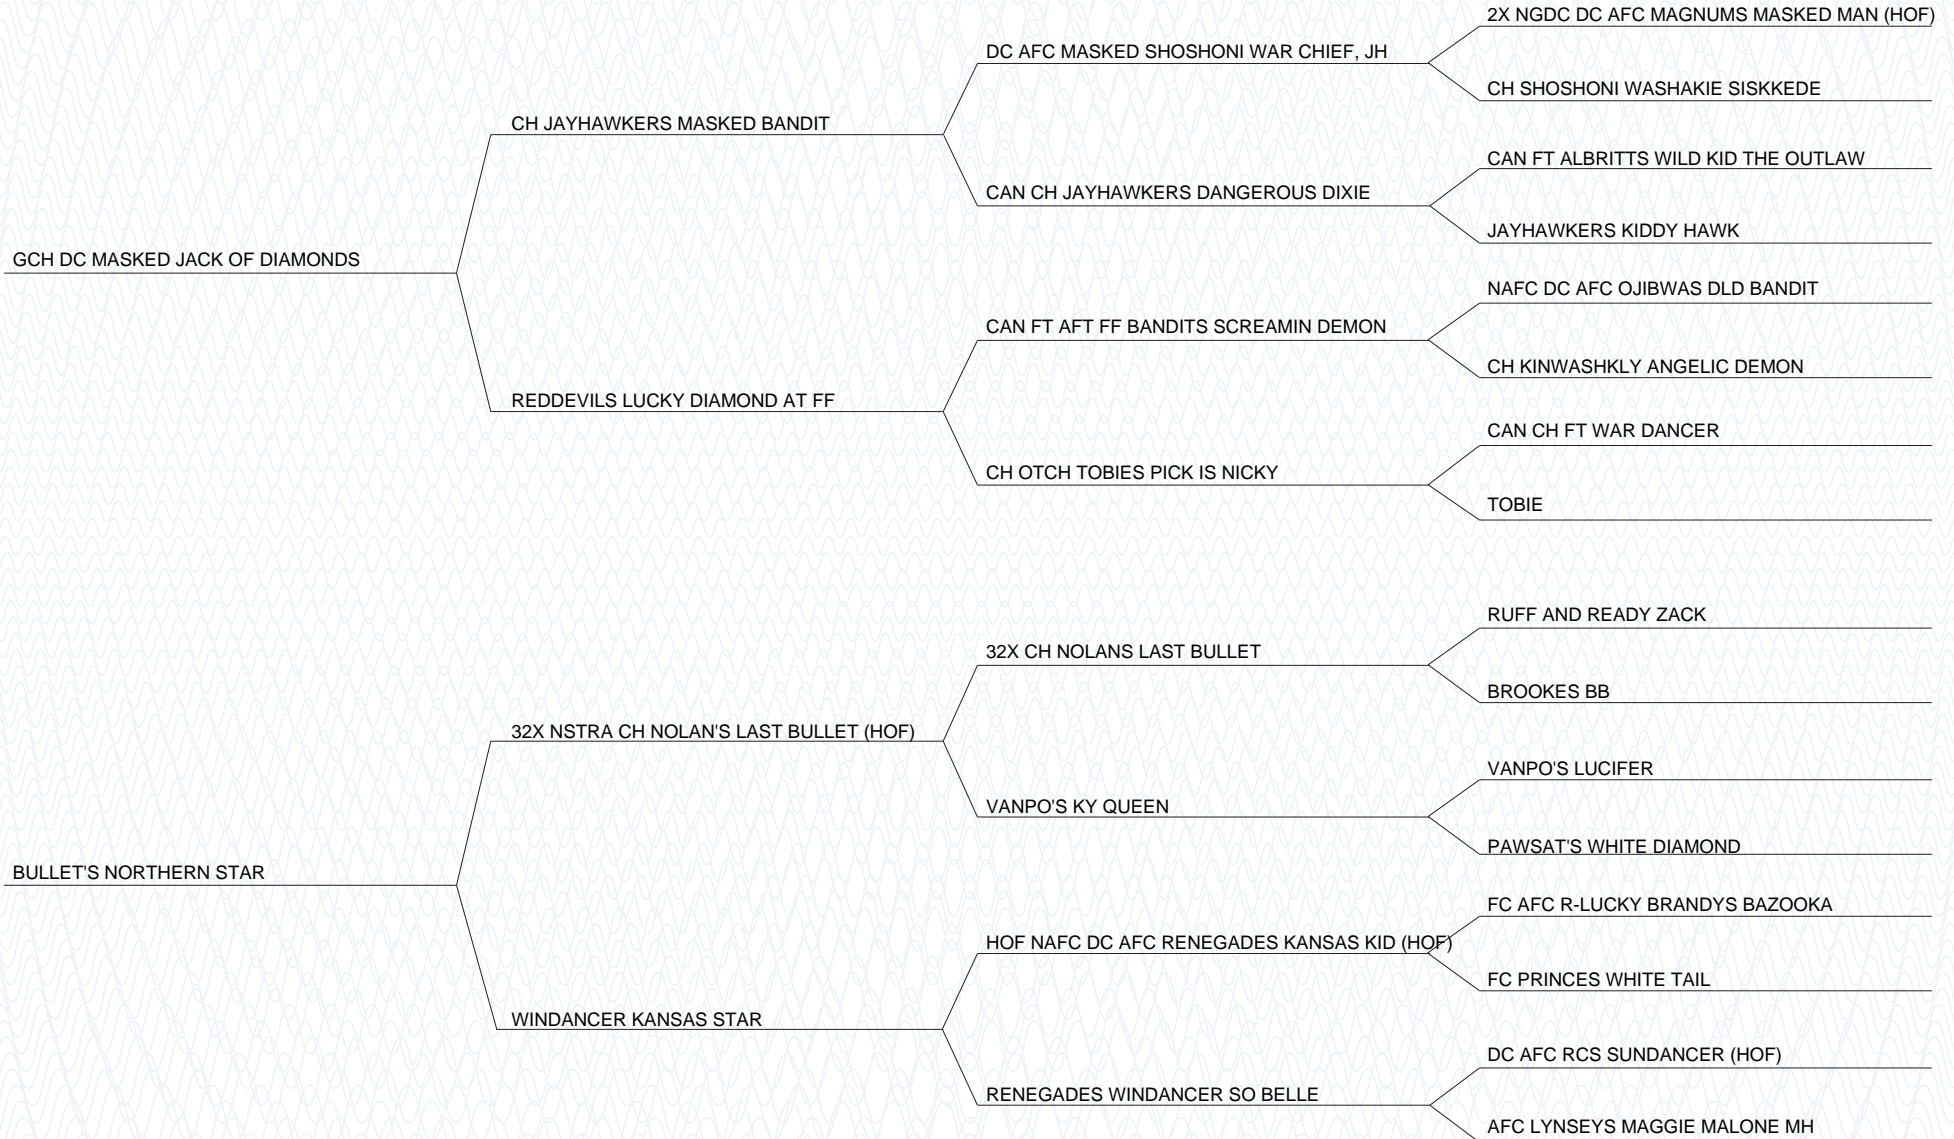 2X NGDC DC AFC MAGNUMS MASKED MAN (HOF)
DC AFC MASKED SHOSHONI WAR CHIEF, JH
CH SHOSHONI WASHAKIE SISKKEDE
CH JAYHAWKERS MASKED BANDIT
CAN FT ALBRITTS WILD KID THE OUTLAW
CAN CH JAYHAWKERS DANGEROUS DIXIE
JAYHAWKERS KIDDY HAWK
GCH DC MASKED JACK OF DIAMONDS
NAFC DC AFC OJIBWAS DLD BANDIT
CAN FT AFT FF BANDITS SCREAMIN DEMON
CH KINWASHKLY ANGELIC DEMON
REDDEVILS LUCKY DIAMOND AT FF
CAN CH FT WAR DANCER
CH OTCH TOBIES PICK IS NICKY
TOBIE
RUFF AND READY ZACK
32X CH NOLANS LAST BULLET
BROOKES BB
32X NSTRA CH NOLAN'S LAST BULLET (HOF)
VANPO'S LUCIFER
VANPO'S KY QUEEN
PAWSAT'S WHITE DIAMOND
BULLET'S NORTHERN STAR
FC AFC R-LUCKY BRANDYS BAZOOKA
HOF NAFC DC AFC RENEGADES KANSAS KID (HOF)
FC PRINCES WHITE TAIL
WINDANCER KANSAS STAR
DC AFC RCS SUNDANCER (HOF)
RENEGADES WINDANCER SO BELLE
AFC LYNSEYS MAGGIE MALONE MH